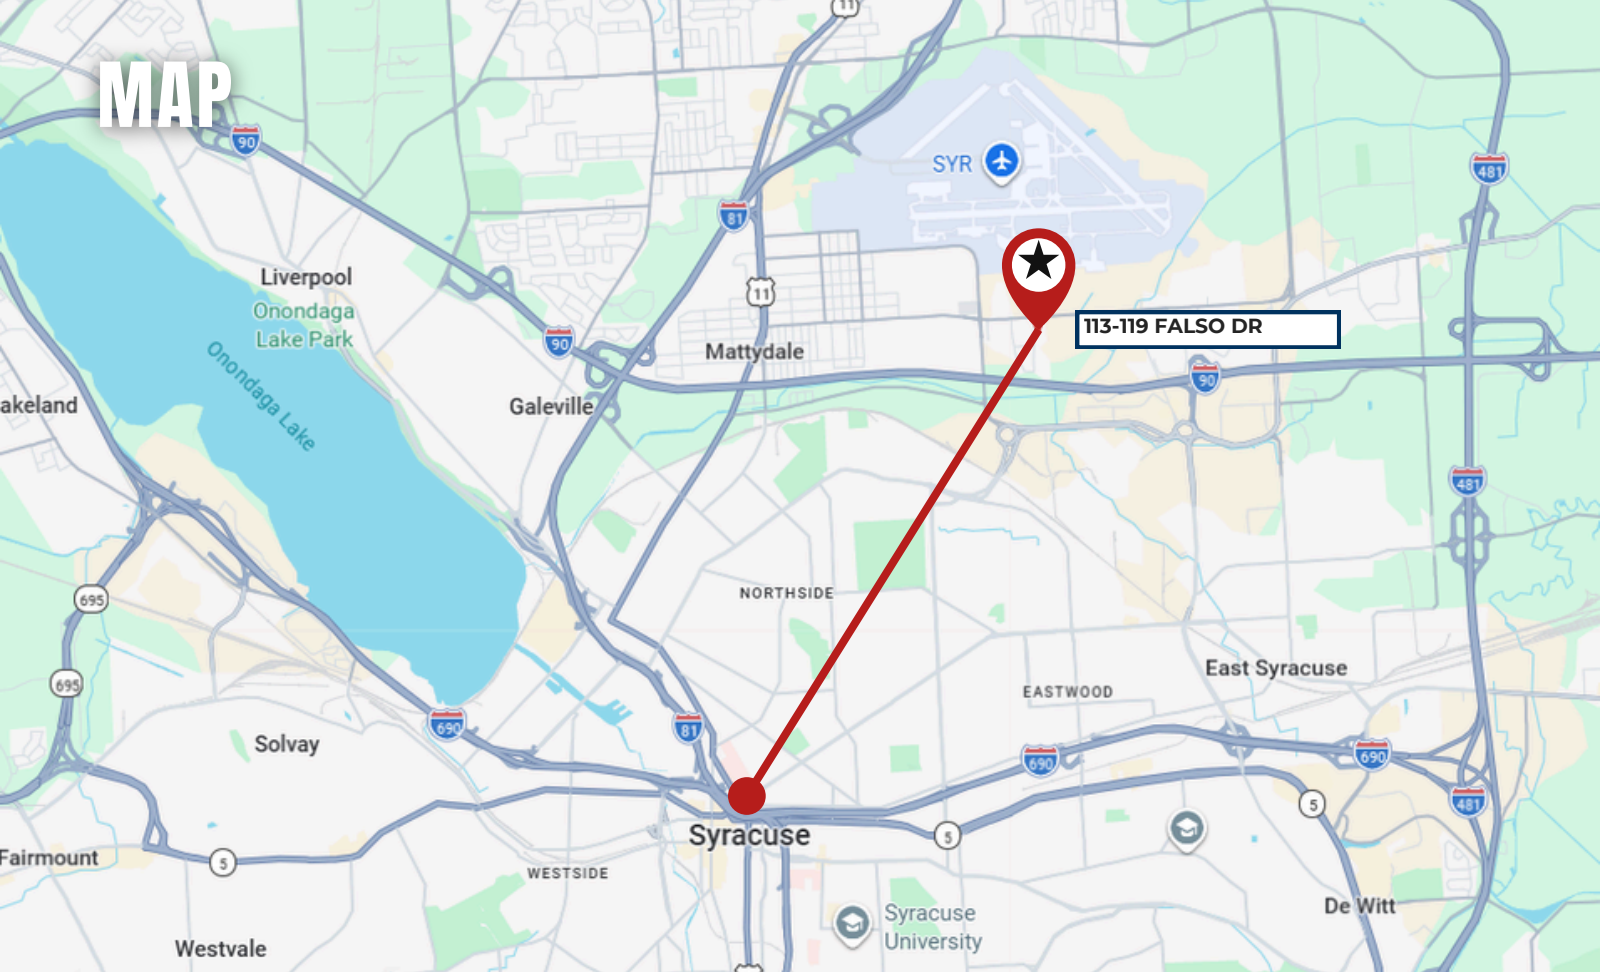 11
MAP
90
SYR
481
81
Liverpool
11
Onondaga
Lake Park
113-119 FALSO DR
90
Mattydale
Onondaga Lake
90
akeland
Galeville
481
695
NORTHSIDE
East Syracuse
695
EASTWOOD
690
81
Solvay
690
690
481
5
Syracuse
5
Fairmount
5
WESTSIDE
De Witt
Syracuse
University
Westvale